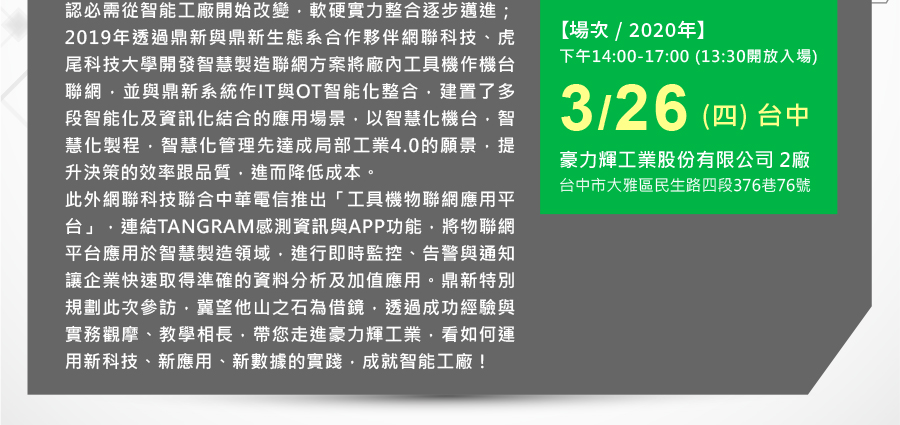 認必需從智能工廠開始改變，軟硬實力整合逐步邁進；
2019年透過鼎新與鼎新生態系合作夥伴網聯科技、虎
尾科技大學開發智慧製造聯網方案將廠內工具機作機台
聯網，並與鼎新系統作IT與OT智能化整合，建置了多
段智能化及資訊化結合的應用場景，以智慧化機台，智
慧化製程，智慧化管理先達成局部工業4.0的願景，提
升決策的效率跟品質，進而降低成本。
此外網聯科技聯合中華電信推出「工具機物聯網應用平
台」，連結TANGRAM感測資訊與APP功能，將物聯網
平台應用於智慧製造領域，進行即時監控、告警與通知
讓企業快速取得準確的資料分析及加值應用。鼎新特別
規劃此次參訪，冀望他山之石為借鏡，透過成功經驗與
實務觀摩、教學相長，帶您走進豪力輝工業，看如何運
用新科技、新應用、新數據的實踐，成就智能工廠！
【場次 / 2020年】
下午14:00-17:00 (13:30開放入場)
3/26 (四) 台中
豪力輝工業股份有限公司 2廠
台中市大雅區民生路四段376巷76號